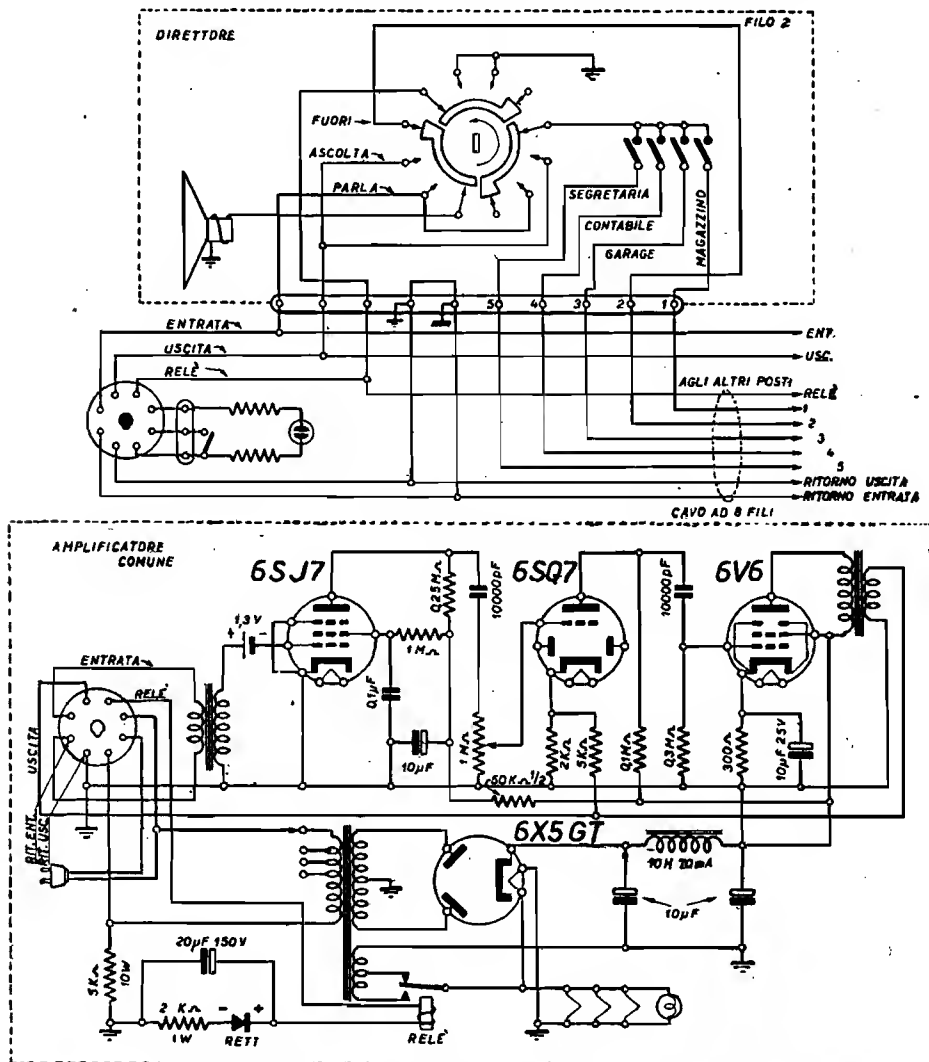 DIRETTORE
FILO 2
FUORI
ASCOLTA
PARLA
SEGRETARIA
CONTABILE
GARAGE
MAGAZZINO
5 4 3 2 1
ENTRATA
ENT.
USCITA
USC.
RELÈ
AGLI ALTRI POSTI
RELÈ
1
2
3
4
5
RITORNO USCITA
RITORNO ENTRATA
CAVO AD 8 FILI
AMPLIFICATORE
COMUNE
6SJ7
6SQ7
6V6
0,25MΩ
10000pF
10000pF
+ 1,3V -
1MΩ
ENTRATA
RELÈ
0,1µF
10µF
1MΩ
2KΩ
5KΩ
0,1MΩ
0,3MΩ
300Ω
10µF 25V
USCITA
50KΩ 1/2
RIT. ENT.
RIT. USC.
6X5GT
10H 70mA
10µF
20µF 150V
5KΩ
10W
2 KΩ
1W
- +
RETT
RELÈ